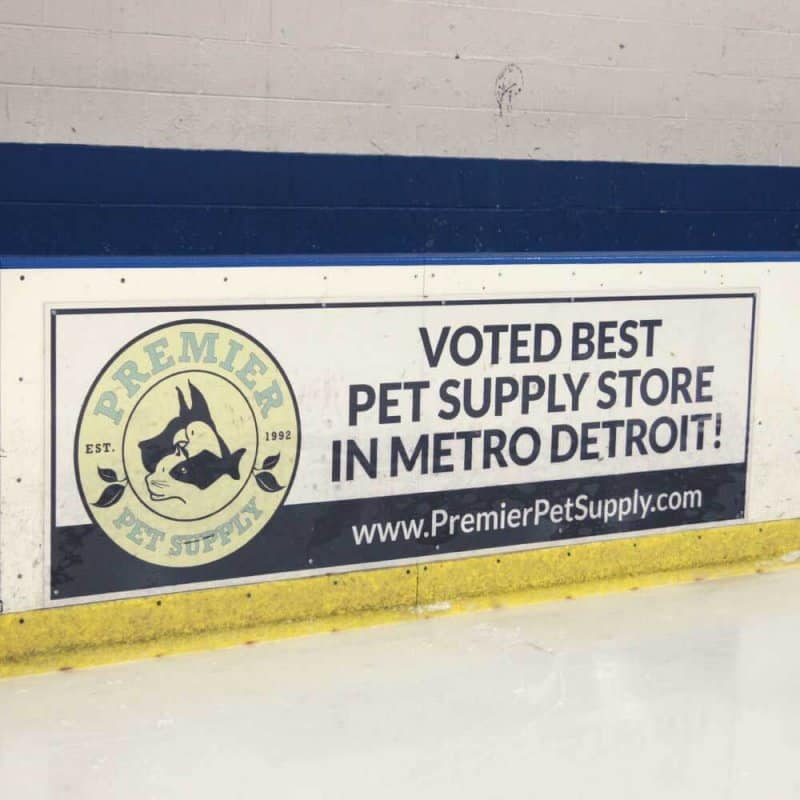 PREMIER
EST. 1992
PET SUPPLY
VOTED BEST
PET SUPPLY STORE
IN METRO DETROIT!
www.PremierPetSupply.com